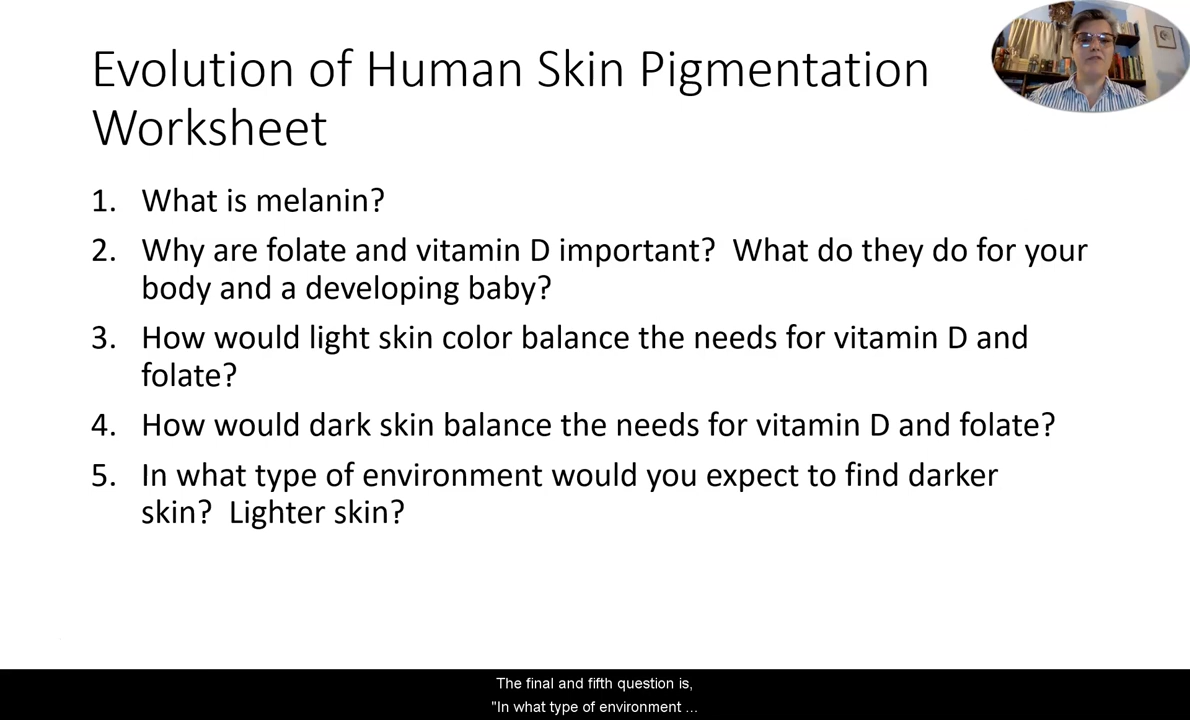 Evolution of Human Skin Pigmentation
Worksheet
1. What is melanin?
2. Why are folate and vitamin D important?  What do they do for your
body and a developing baby?
3. How would light skin color balance the needs for vitamin D and
folate?
4. How would dark skin balance the needs for vitamin D and folate?
5. In what type of environment would you expect to find darker
skin?  Lighter skin?
The final and fifth question is,
"In what type of environment ...